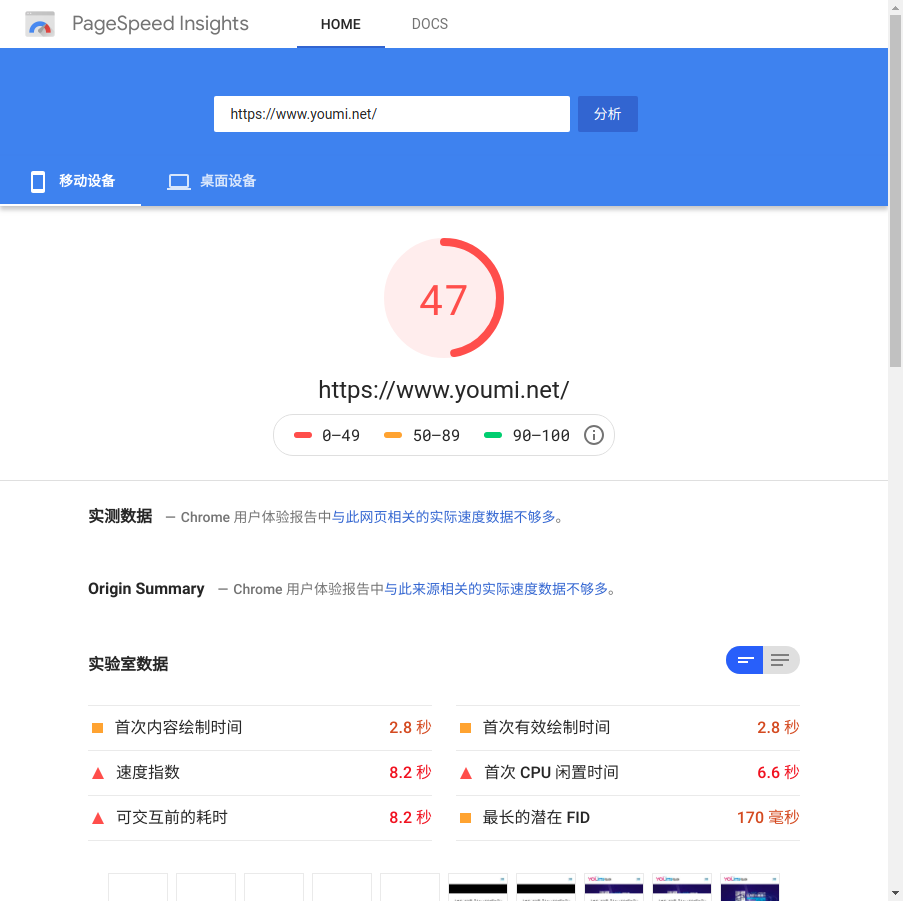 PageSpeed Insights HOME DOCS
https://www.youmi.net/ 分析
移动设备 桌面设备
47
https://www.youmi.net/
0–49 50–89 90–100
实测数据 — Chrome 用户体验报告中与此网页相关的实际速度数据不够多。
Origin Summary — Chrome 用户体验报告中与此来源相关的实际速度数据不够多。
实验室数据
首次内容绘制时间 2.8 秒 首次有效绘制时间 2.8 秒
速度指数 8.2 秒 首次 CPU 闲置时间 6.6 秒
可交互前的耗时 8.2 秒 最长的潜在 FID 170 毫秒